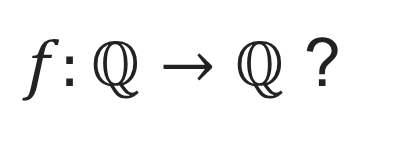 f: ℚ → ℚ ?